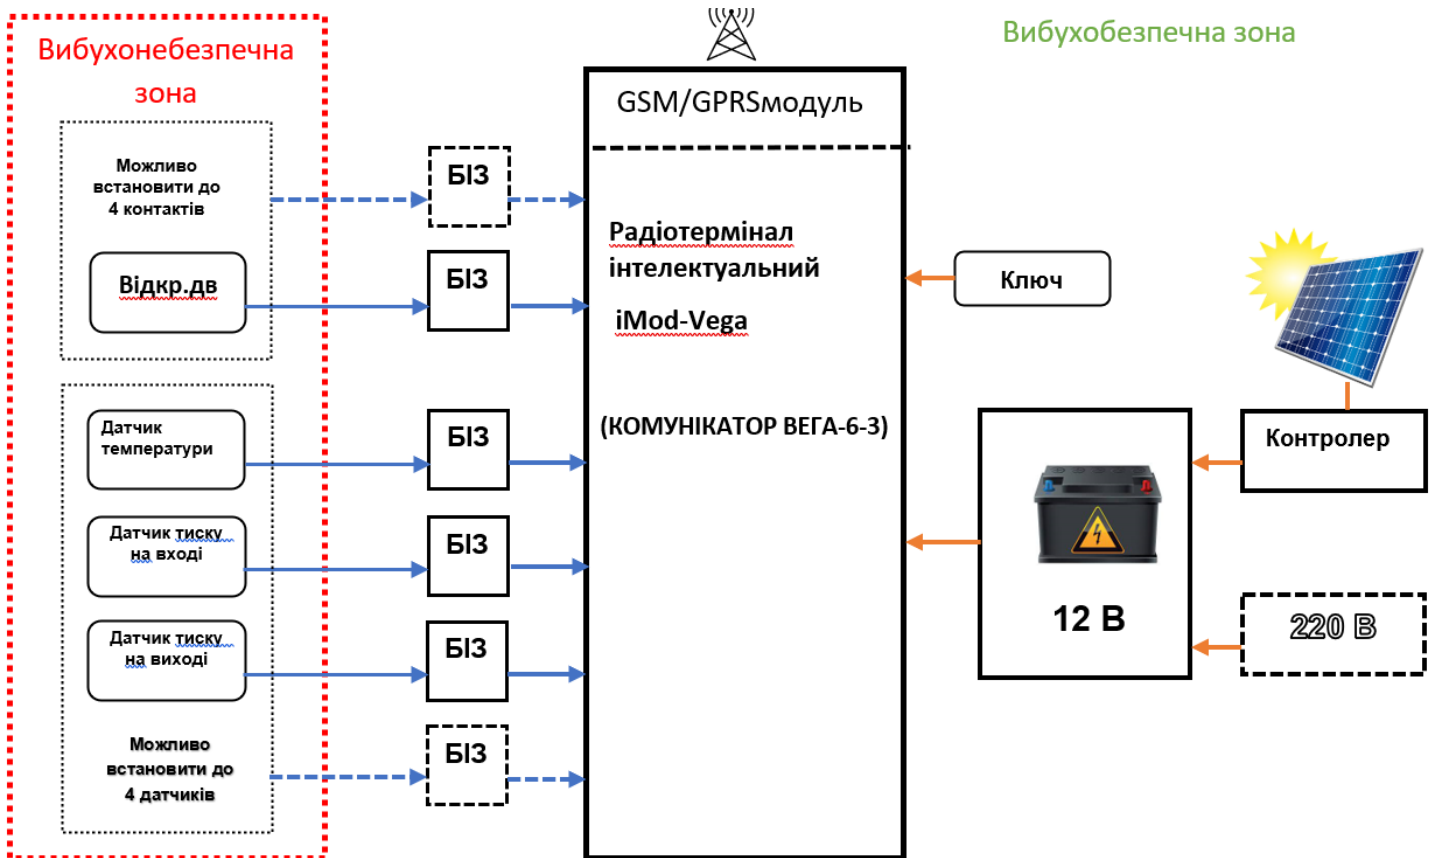 Вибухонебезпечна
зона
Можливо
встановити до
4 контактів
Відкр.дв
Датчик
температури
Датчик тиску
на вході
Датчик тиску
на виході
Можливо
встановити до
4 датчиків
БІЗ
БІЗ
БІЗ
БІЗ
БІЗ
БІЗ
GSM/GPRSмодуль
Радіотермінал
інтелектуальний
iMod-Vega
(КОМУНІКАТОР ВЕГА-6-3)
Вибухобезпечна зона
Ключ
Контролер
12 В
220 В